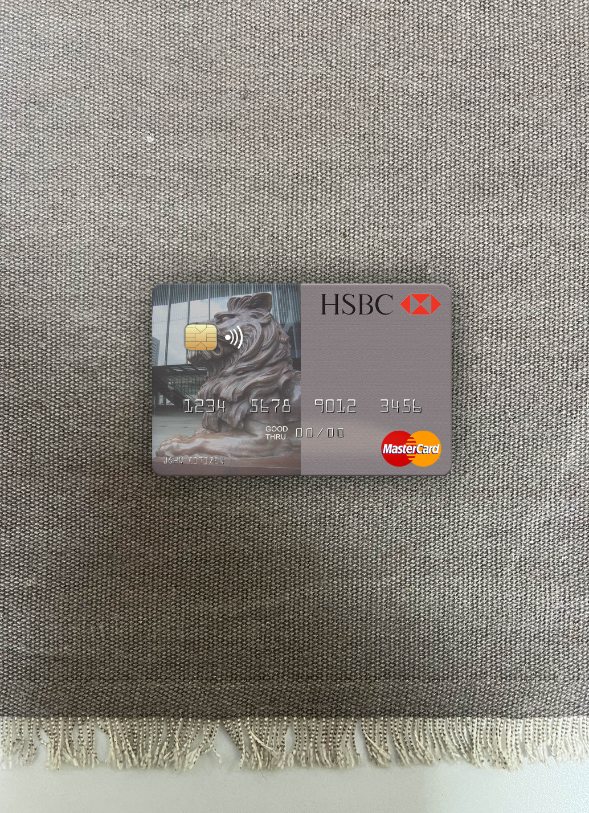 HSBC
1234 5678 9012 3456
GOOD
THRU 00/00
MasterCard